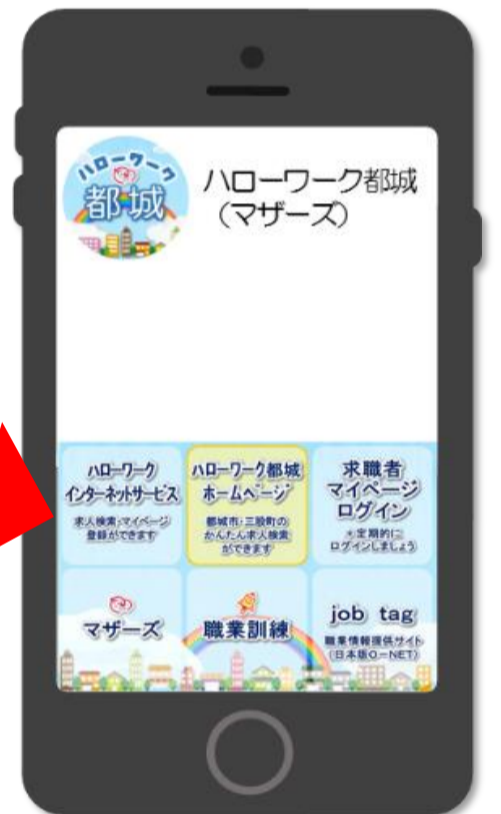 ハローワーク
都城
ハローワーク都城
(マザーズ)
ハローワーク
インターネットサービス
求人検索・マイページ
登録ができます
ハローワーク都城
ホームページ
都城市・三股町の
かんたん求人検索
ができます
求職者
マイページ
ログイン
*定期的に
ログインしましょう
マザーズ
職業訓練
job tag
職業情報提供サイト
(日本版O-NET)